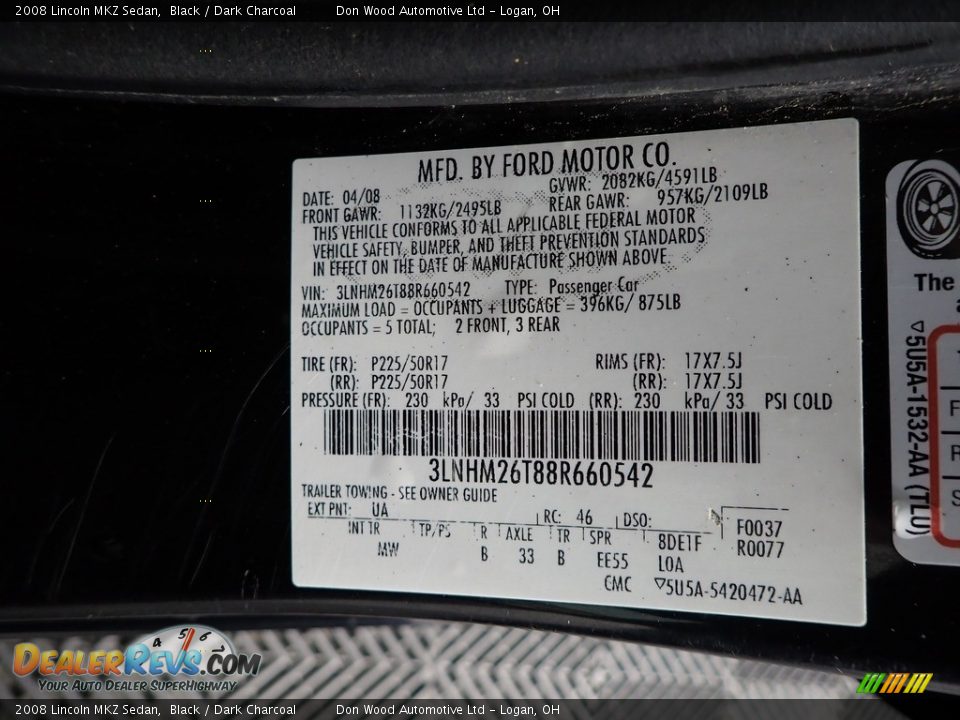 2008 Lincoln MKZ Sedan, Black / Dark Charcoal Don Wood Automotive Ltd - Logan, OH
MFD. BY FORD MOTOR CO.
DATE: 04/08 GVWR: 2082KG/4591LB
FRONT GAWR: 1132KG/2495LB REAR GAWR: 957KG/2109LB
THIS VEHICLE CONFORMS TO ALL APPLICABLE FEDERAL MOTOR
VEHICLE SAFETY, BUMPER, AND THEFT PREVENTION STANDARDS
IN EFFECT ON THE DATE OF MANUFACTURE SHOWN ABOVE.
VIN: 3LNHM26T88R660542 TYPE: Passenger Car
MAXIMUM LOAD = OCCUPANTS + LUGGAGE = 396KG/ 875LB
OCCUPANTS = 5 TOTAL; 2 FRONT, 3 REAR
TIRE (FR): P225/50R17 RIMS (FR): 17X7.5J
(RR): P225/50R17 (RR): 17X7.5J
PRESSURE (FR): 230 kPa/ 33 PSI COLD (RR): 230 kPa/ 33 PSI COLD
3LNHM26T88R660542
TRAILER TOWING - SEE OWNER GUIDE
EXT PNT: UA RC: 46 DSO: F0037
INT TR TP/PS R AXLE TR SPR 8DE1F R0077
MW B 33 B EE55 LOA
CMC ▽5U5A-5420472-AA
The
▽5U5A-1532-AA (TLU)
F
R
S
4 5 6 7
DealerRevs.com
Your Auto Dealer SuperHighway
2008 Lincoln MKZ Sedan, Black / Dark Charcoal Don Wood Automotive Ltd - Logan, OH